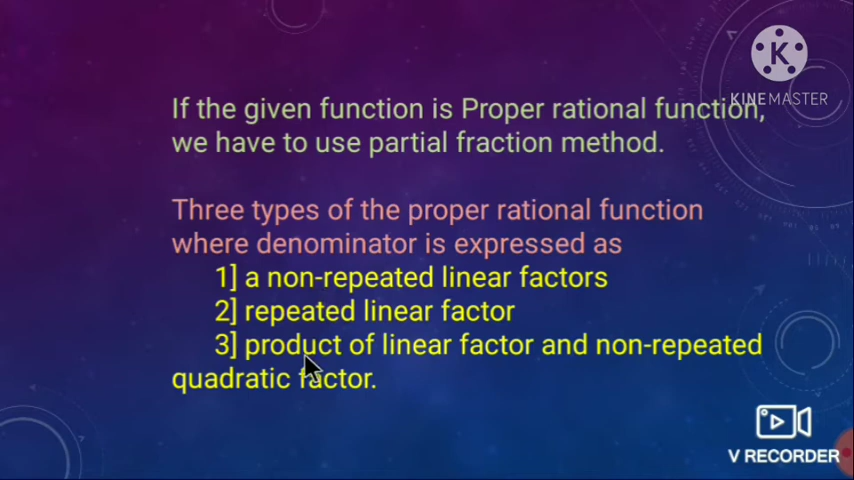 If the given function is Proper rational function,
we have to use partial fraction method.
Three types of the proper rational function
where denominator is expressed as
1] a non-repeated linear factors
2] repeated linear factor
3] product of linear factor and non-repeated
quadratic factor.
K
KINEMASTER
V RECORDER